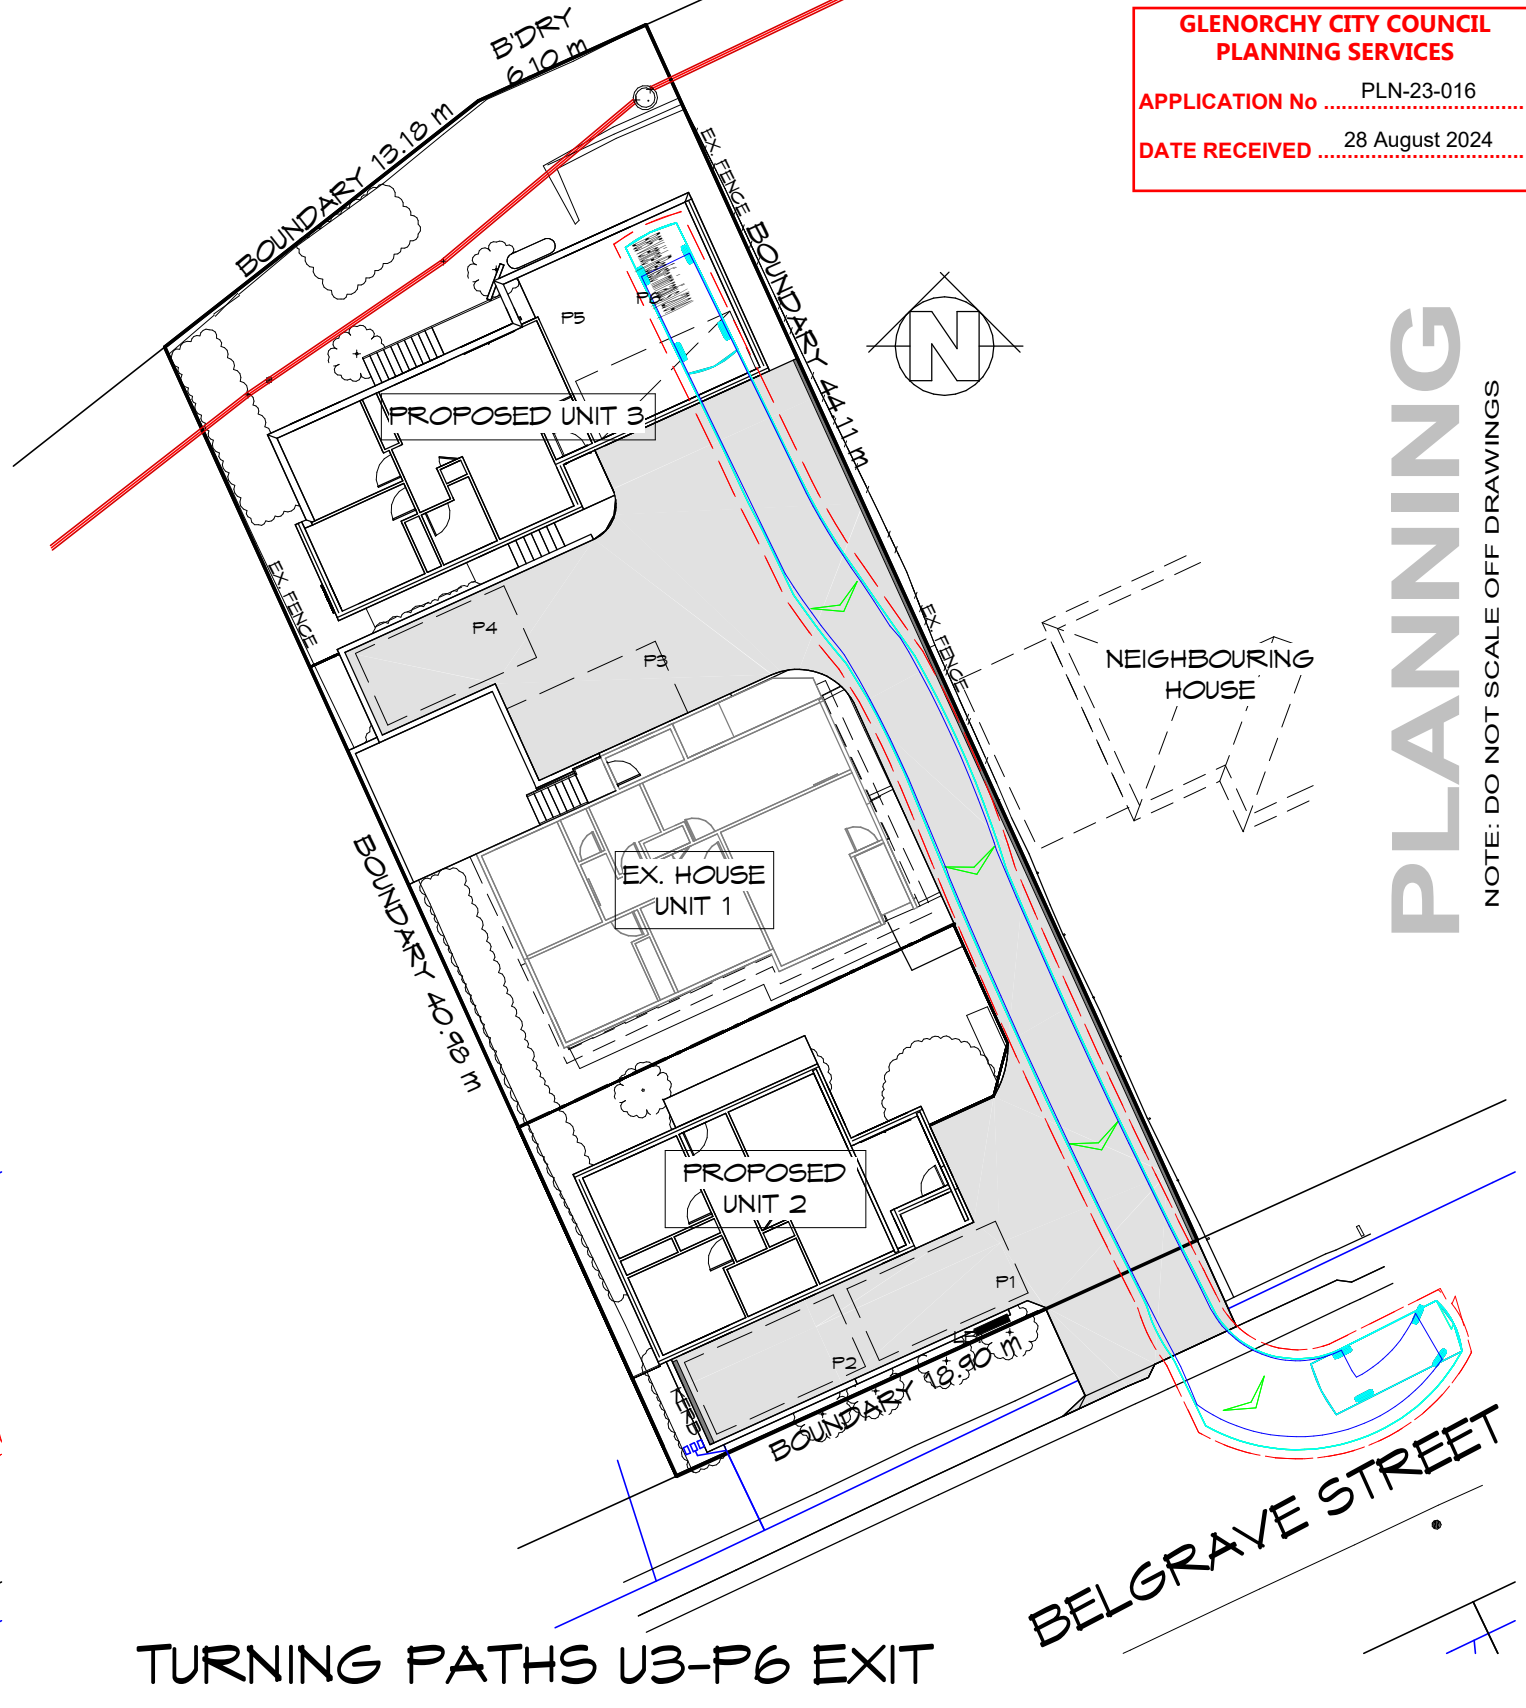 GLENORCHY CITY COUNCIL
PLANNING SERVICES
APPLICATION No PLN-23-016
DATE RECEIVED 28 August 2024
B'DRY
6.10 m
BOUNDARY 13.18 m
EX. FENCE
BOUNDARY 44.11 m
N
P6
P5
PROPOSED UNIT 3
EX. FENCE
P4
P3
EX. FENCE
NEIGHBOURING
HOUSE
PLANNING
NOTE: DO NOT SCALE OFF DRAWINGS
BOUNDARY 40.98 m
EX. HOUSE
UNIT 1
PROPOSED
UNIT 2
P1
P2
BOUNDARY 18.90 m
BELGRAVE STREET
TURNING PATHS U3-P6 EXIT